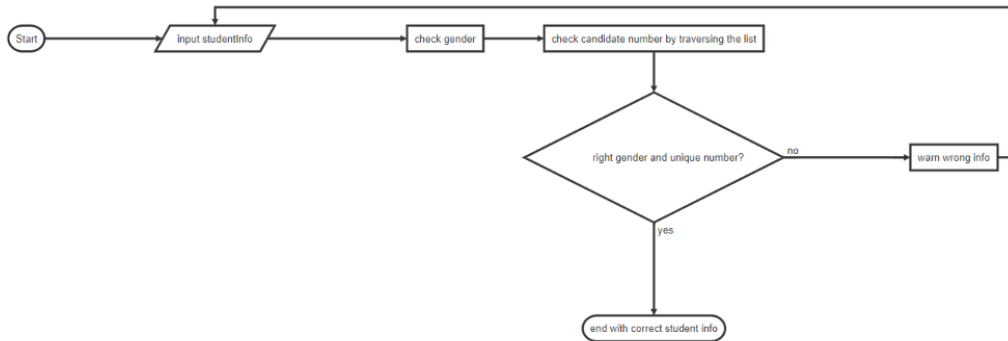 Start
input studentInfo
check gender
check candidate number by traversing the list
right gender and unique number?
no
warn wrong info
yes
end with correct student info